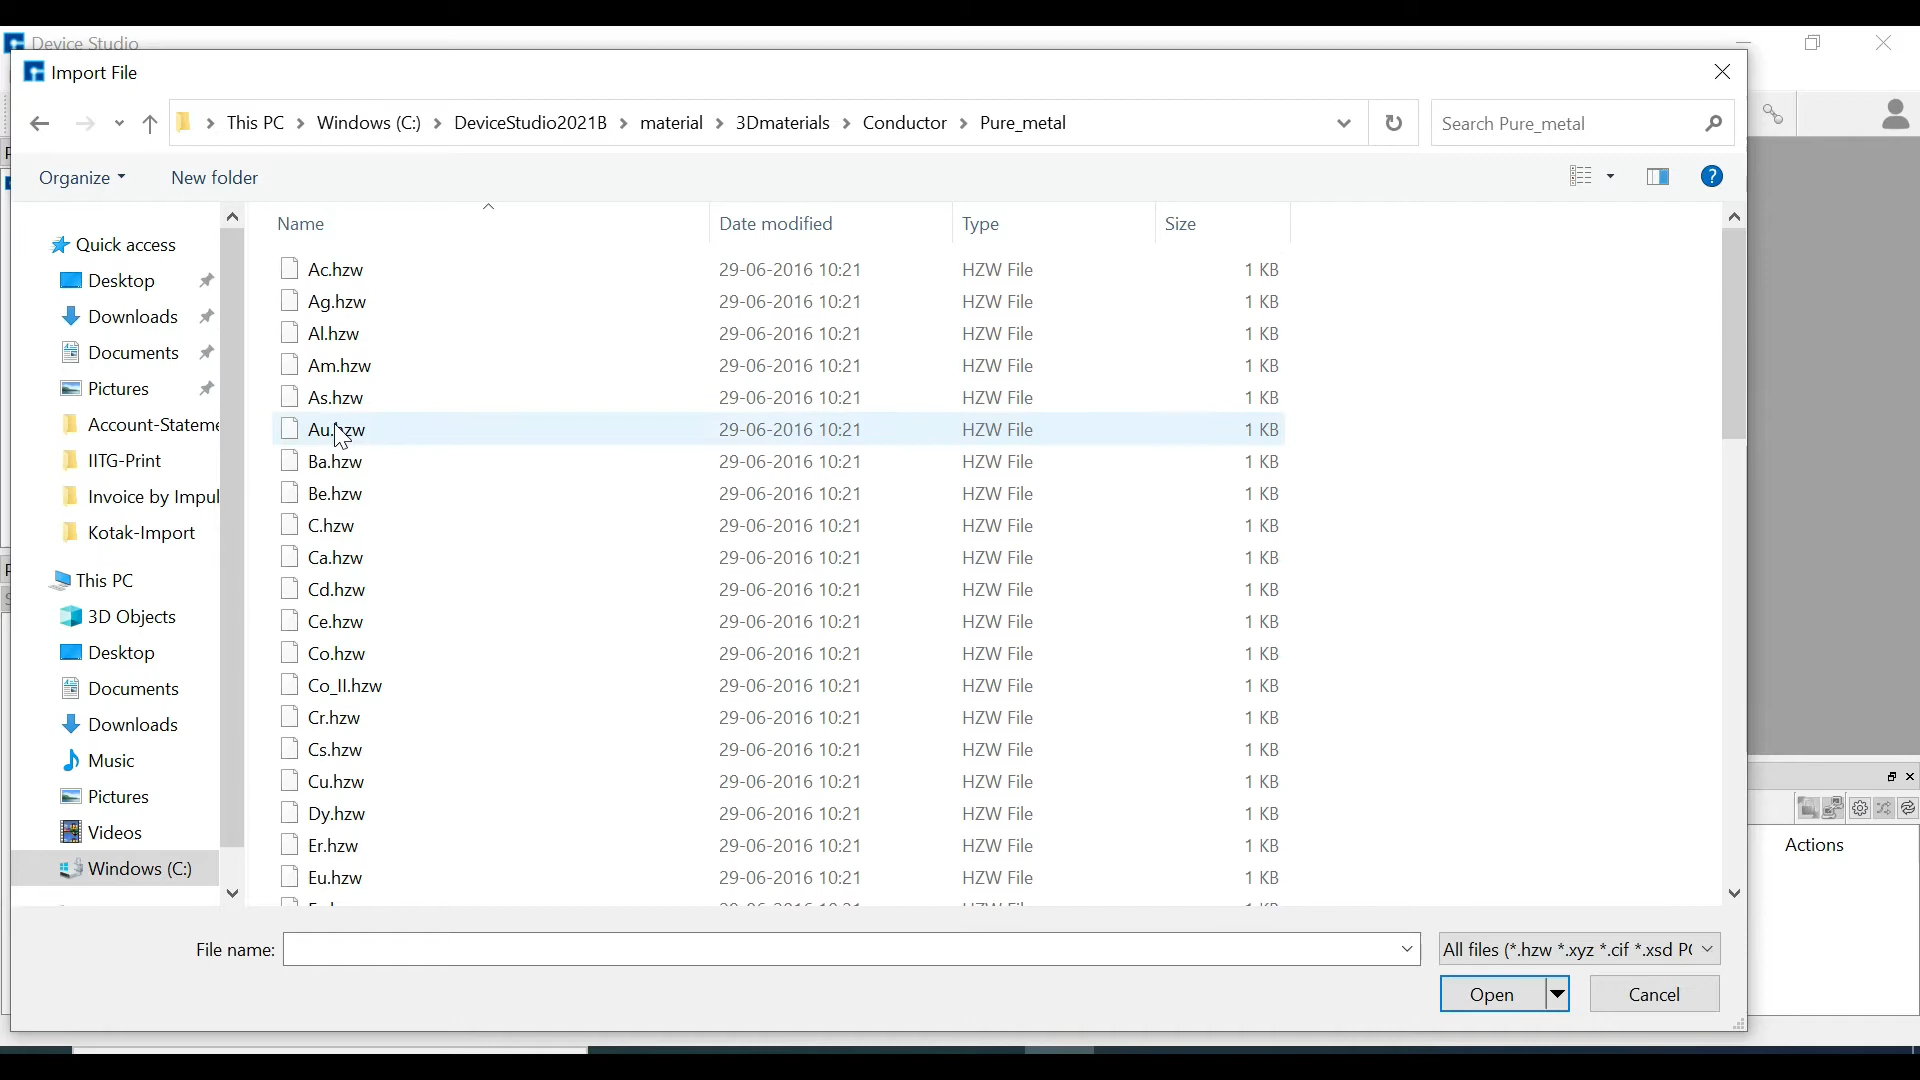 Device Studio
Import File
This PC > Windows (C:) > DeviceStudio2021B > material > 3Dmaterials > Conductor > Pure_metal
Search Pure_metal
Organize
New folder
Name Date modified Type Size
Quick access
Desktop
Downloads
Documents
Pictures
Account-Stateme
IITG-Print
Invoice by Impul
Kotak-Import
This PC
3D Objects
Desktop
Documents
Downloads
Music
Pictures
Videos
Windows (C:)
Ac.hzw 29-06-2016 10:21 HZW File 1 KB
Ag.hzw 29-06-2016 10:21 HZW File 1 KB
Al.hzw 29-06-2016 10:21 HZW File 1 KB
Am.hzw 29-06-2016 10:21 HZW File 1 KB
As.hzw 29-06-2016 10:21 HZW File 1 KB
Au.hzw 29-06-2016 10:21 HZW File 1 KB
Ba.hzw 29-06-2016 10:21 HZW File 1 KB
Be.hzw 29-06-2016 10:21 HZW File 1 KB
C.hzw 29-06-2016 10:21 HZW File 1 KB
Ca.hzw 29-06-2016 10:21 HZW File 1 KB
Cd.hzw 29-06-2016 10:21 HZW File 1 KB
Ce.hzw 29-06-2016 10:21 HZW File 1 KB
Co.hzw 29-06-2016 10:21 HZW File 1 KB
Co_II.hzw 29-06-2016 10:21 HZW File 1 KB
Cr.hzw 29-06-2016 10:21 HZW File 1 KB
Cs.hzw 29-06-2016 10:21 HZW File 1 KB
Cu.hzw 29-06-2016 10:21 HZW File 1 KB
Dy.hzw 29-06-2016 10:21 HZW File 1 KB
Er.hzw 29-06-2016 10:21 HZW File 1 KB
Eu.hzw 29-06-2016 10:21 HZW File 1 KB
Actions
File name:
All files (*.hzw *.xyz *.cif *.xsd P(
Open
Cancel